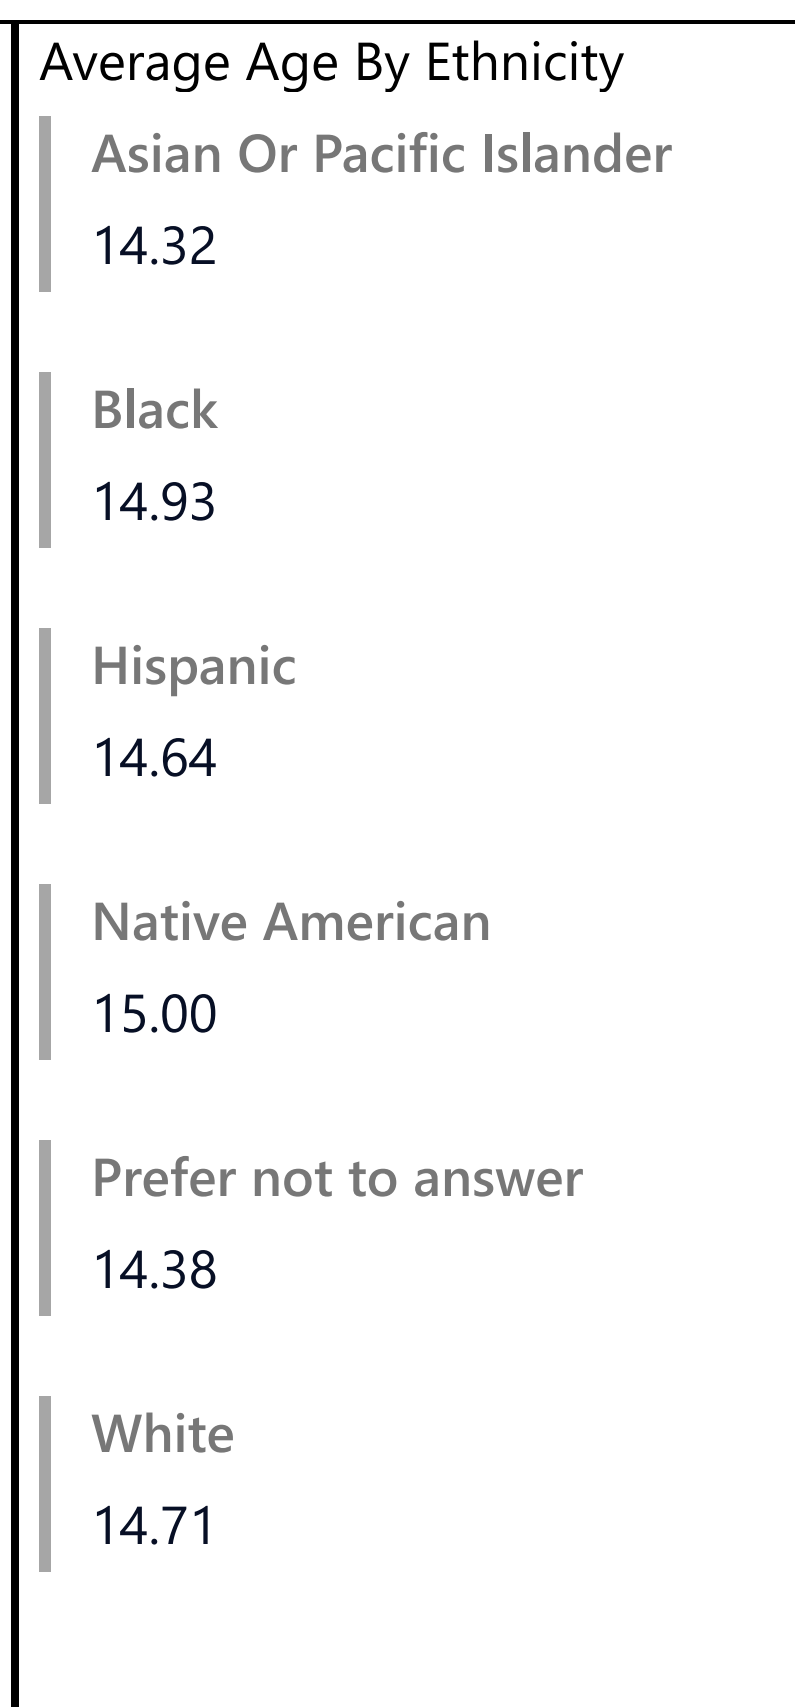 Average Age By Ethnicity
Asian Or Pacific Islander
14.32
Black
14.93
Hispanic
14.64
Native American
15.00
Prefer not to answer
14.38
White
14.71